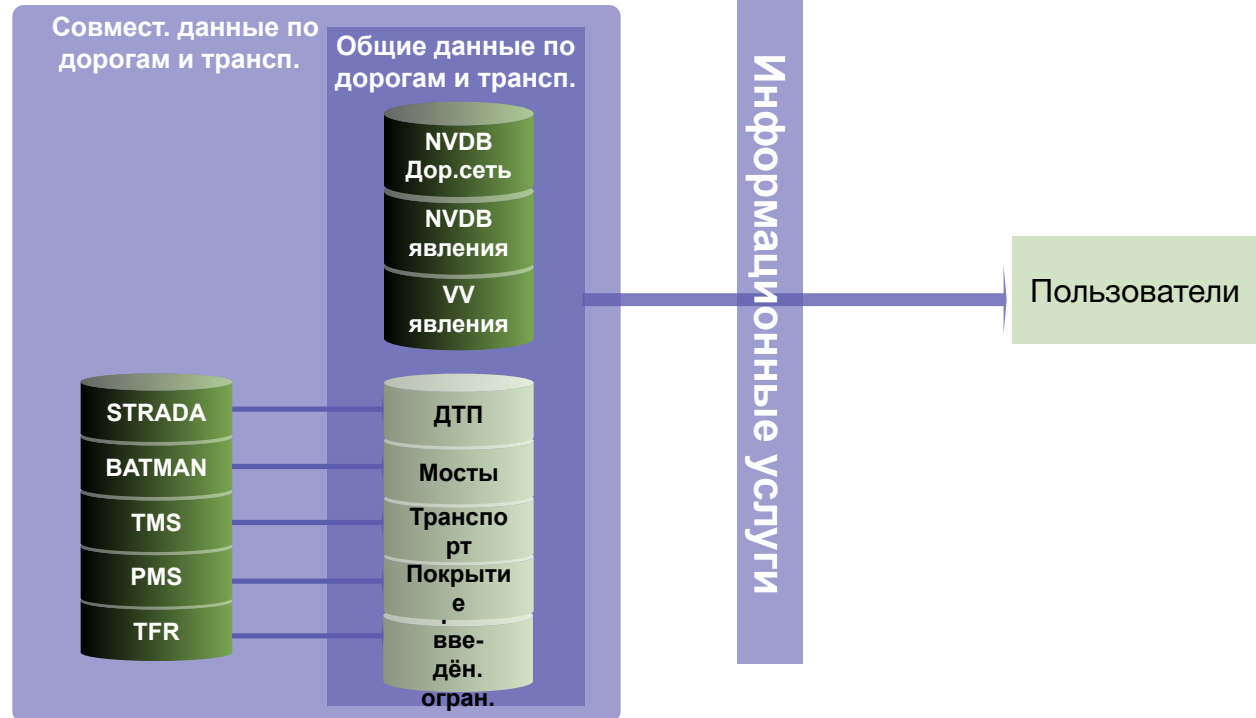 Совмест. данные по
дорогам и трансп.
Общие данные по
дорогам и трансп.
NVDB
Дор.сеть
NVDB
явления
VV
явления
STRADA
BATMAN
TMS
PMS
TFR
ДТП
Мосты
Транспо
рт
Покрыти
е
вве-
дён.
огран.
Информационные услуги
Пользователи